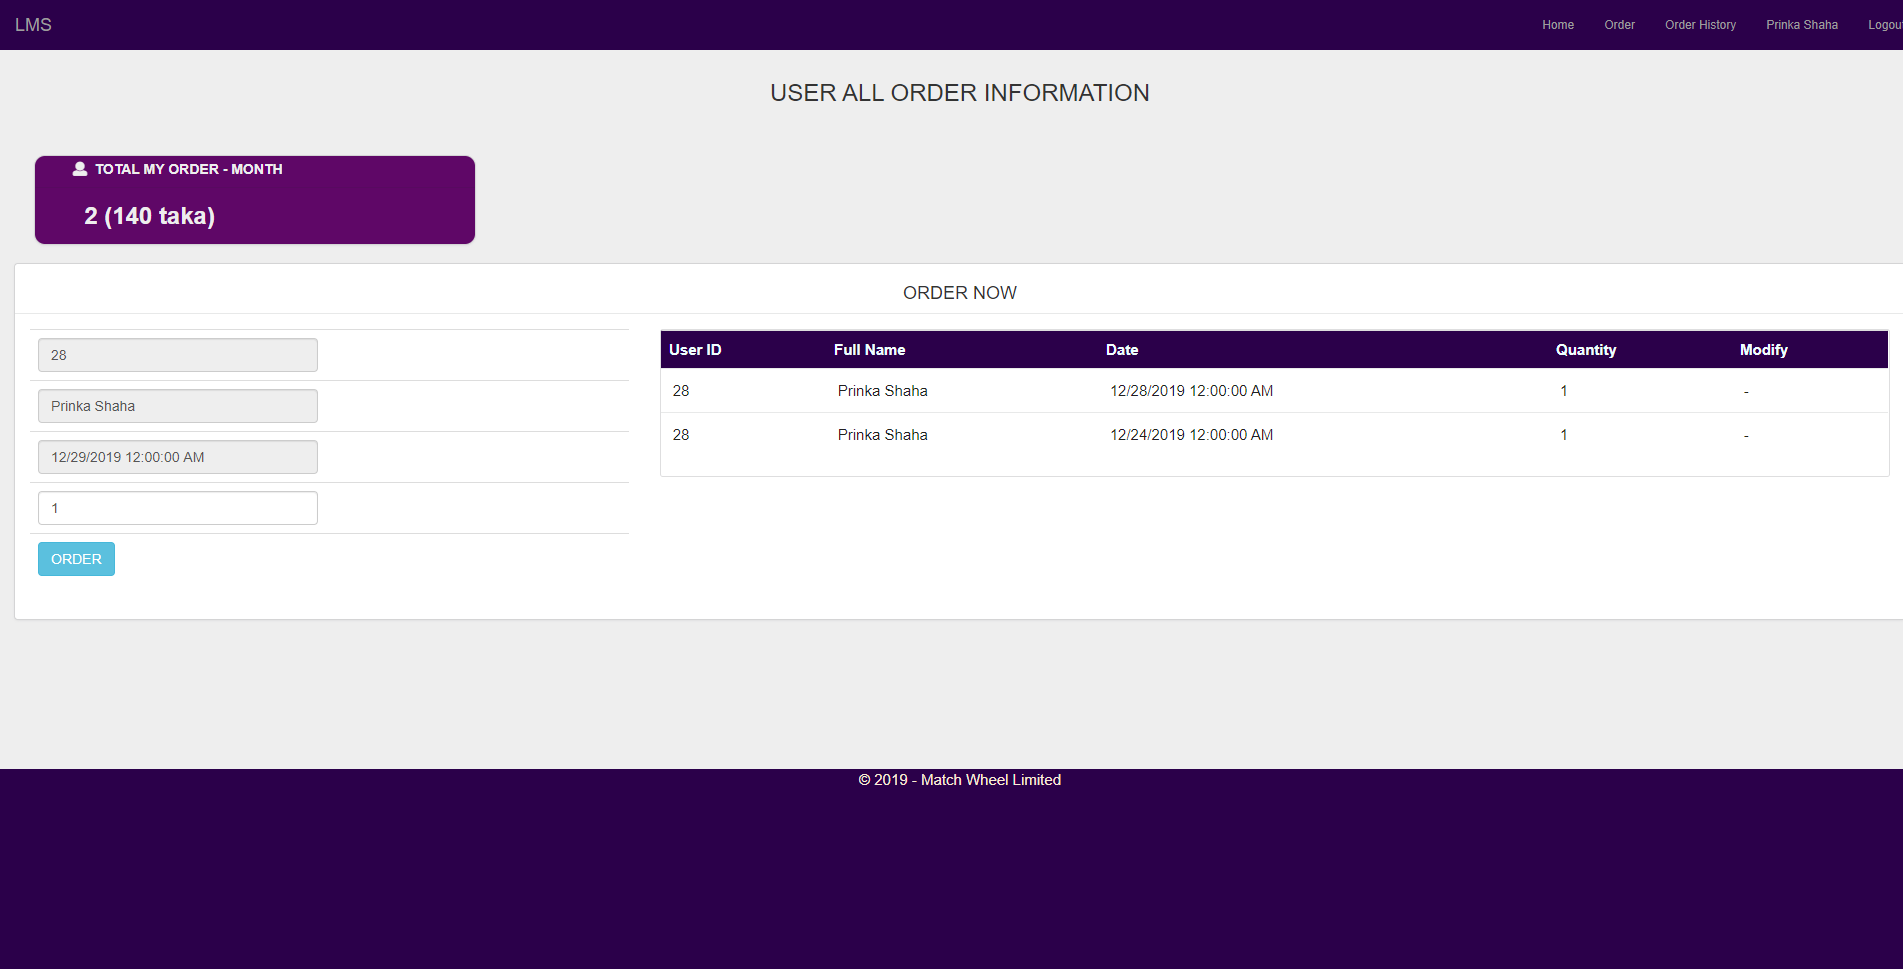 LMS Home Order Order History Prinka Shaha Logou
USER ALL ORDER INFORMATION
TOTAL MY ORDER - MONTH
2 (140 taka)
ORDER NOW
28
Prinka Shaha
12/29/2019 12:00:00 AM
1
ORDER
User ID Full Name Date Quantity Modify
28 Prinka Shaha 12/28/2019 12:00:00 AM 1 -
28 Prinka Shaha 12/24/2019 12:00:00 AM 1 -
© 2019 - Match Wheel Limited